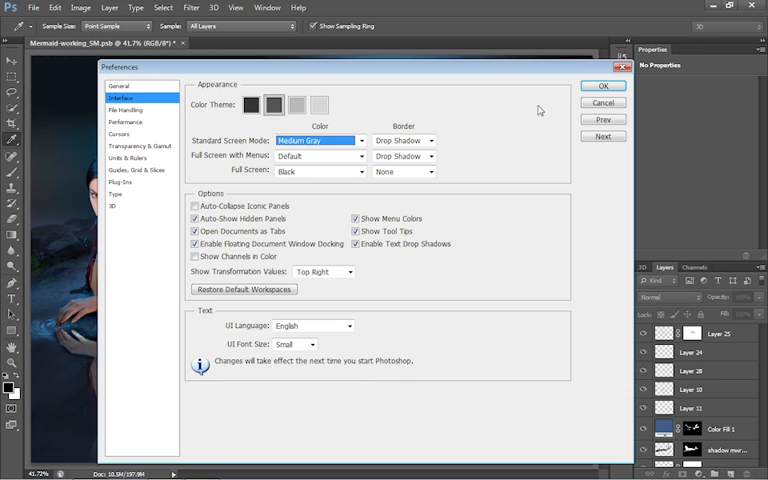 Ps File Edit Image Layer Type Select Filter 3D View Window Help
Sample Size: Point Sample Sample: All Layers Show Sampling Ring 3D
Mermaid-working_SM.psb @ 41.7% (RGB/8*) * ×
Properties
No Properties
Preferences
General
Interface
File Handling
Performance
Cursors
Transparency & Gamut
Units & Rulers
Guides, Grid & Slices
Plug-Ins
Type
3D
Appearance
Color Theme:
Color Border
Standard Screen Mode: Medium Gray Drop Shadow
Full Screen with Menus: Default Drop Shadow
Full Screen: Black None
Options
Auto-Collapse Iconic Panels
Auto-Show Hidden Panels Show Menu Colors
Open Documents as Tabs Show Tool Tips
Enable Floating Document Window Docking Enable Text Drop Shadows
Show Channels in Color
Show Transformation Values: Top Right
Restore Default Workspaces
Text
UI Language: English
UI Font Size: Small
Changes will take effect the next time you start Photoshop.
OK
Cancel
Prev
Next
3D Layers Channels
Kind
Normal Opacity:
Lock: Fill:
Layer 25
Layer 24
Layer 28
Layer 10
Layer 11
Color Fill 1
shadow mwr...
41.72% Doc: 10.5M/197.9M